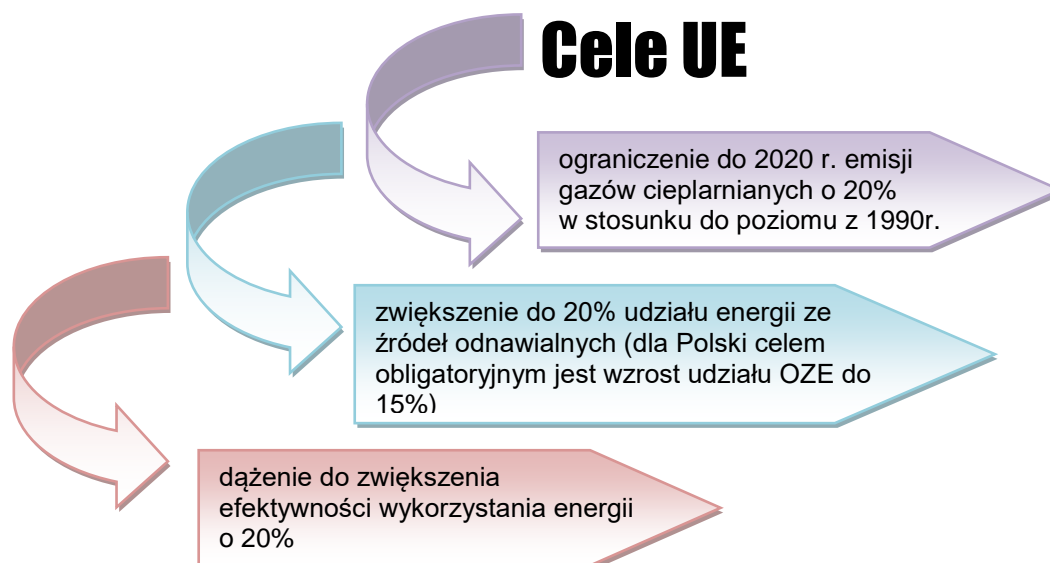 Cele UE
ograniczenie do 2020 r. emisji
gazów cieplarnianych o 20%
w stosunku do poziomu z 1990r.
zwiększenie do 20% udziału energii ze
źródeł odnawialnych (dla Polski celem
obligatoryjnym jest wzrost udziału OZE do
15%)
dążenie do zwiększenia
efektywności wykorzystania energii
o 20%